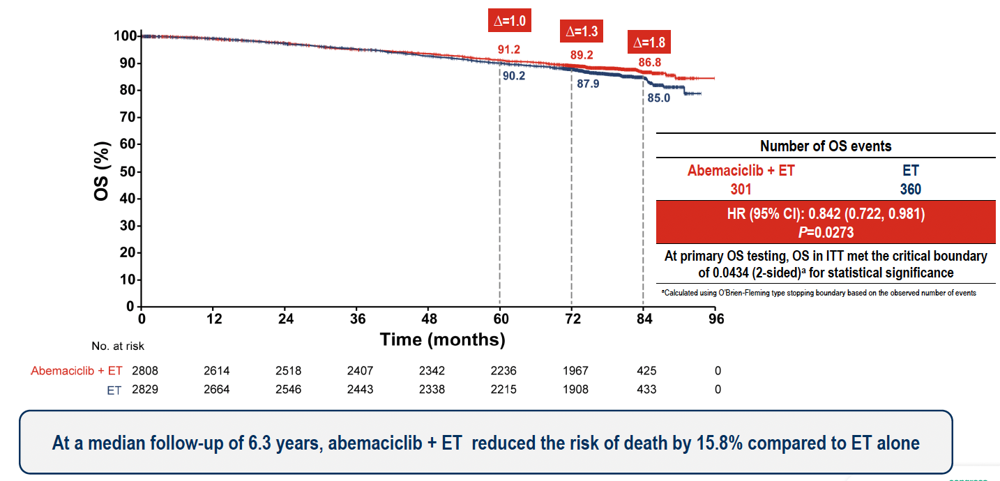 Δ=1.0
Δ=1.3
Δ=1.8
91.2
89.2
86.8
90.2
87.9
85.0
OS (%)
100
90
80
70
60
50
40
30
20
10
0
0 12 24 36 48 60 72 84 96
Time (months)
Number of OS events
Abemaciclib + ET ET
301 360
HR (95% CI): 0.842 (0.722, 0.981)
P=0.0273
At primary OS testing, OS in ITT met the critical boundary
of 0.0434 (2-sided)ᵃ for statistical significance
ᵃCalculated using O'Brien-Fleming type stopping boundary based on the observed number of events
No. at risk
Abemaciclib + ET 2808 2614 2518 2407 2342 2236 1967 425 0
ET 2829 2664 2546 2443 2338 2215 1908 433 0
At a median follow-up of 6.3 years, abemaciclib + ET reduced the risk of death by 15.8% compared to ET alone